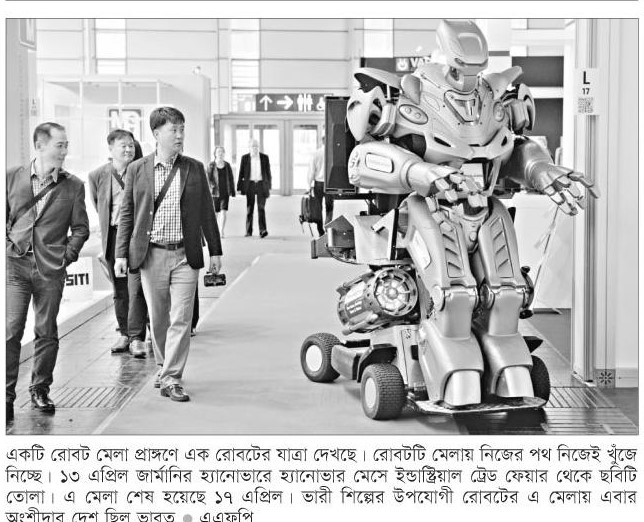 L
17
SITI
একটি রোবট মেলা প্রাঙ্গণে এক রোবটের যাত্রা দেখছে। রোবটটি মেলায় নিজের পথ নিজেই খুঁজে
নিচ্ছে। ১৩ এপ্রিল জার্মানির হ্যানোভারে হ্যানোভার মেসে ইন্ডাস্ট্রিয়াল ট্রেড ফেয়ার থেকে ছবিটি
তোলা। এ মেলা শেষ হয়েছে ১৭ এপ্রিল। ভারী শিল্পের উপযোগী রোবটের এ মেলায় এবার
অংশীদার দেশ ছিল ভারত ● এএফপি